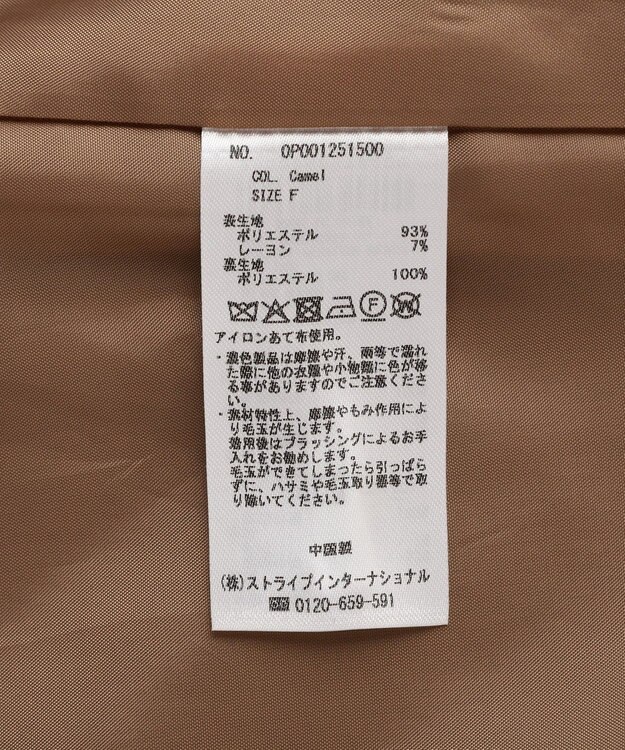 NO. OP001251500
COL. Camel
SIZE F
表生地
ポリエステル 93%
レーヨン 7%
裏生地
ポリエステル 100%
F W
アイロンあて布使用。
・濃色製品は摩擦や汗、雨等で濡れ
た際に他の衣類や小物類に色が移
る事がありますのでご注意くださ
い。
・素材特性上、摩擦やもみ作用によ
り毛玉が生じます。
着用後はブラッシングによるお手
入れをお勧めします。
毛玉ができてしまったら引っぱら
ずに、ハサミや毛玉取り器等で取
り除いてください。
中国製
(株)ストライプインターナショナル
0120-659-591